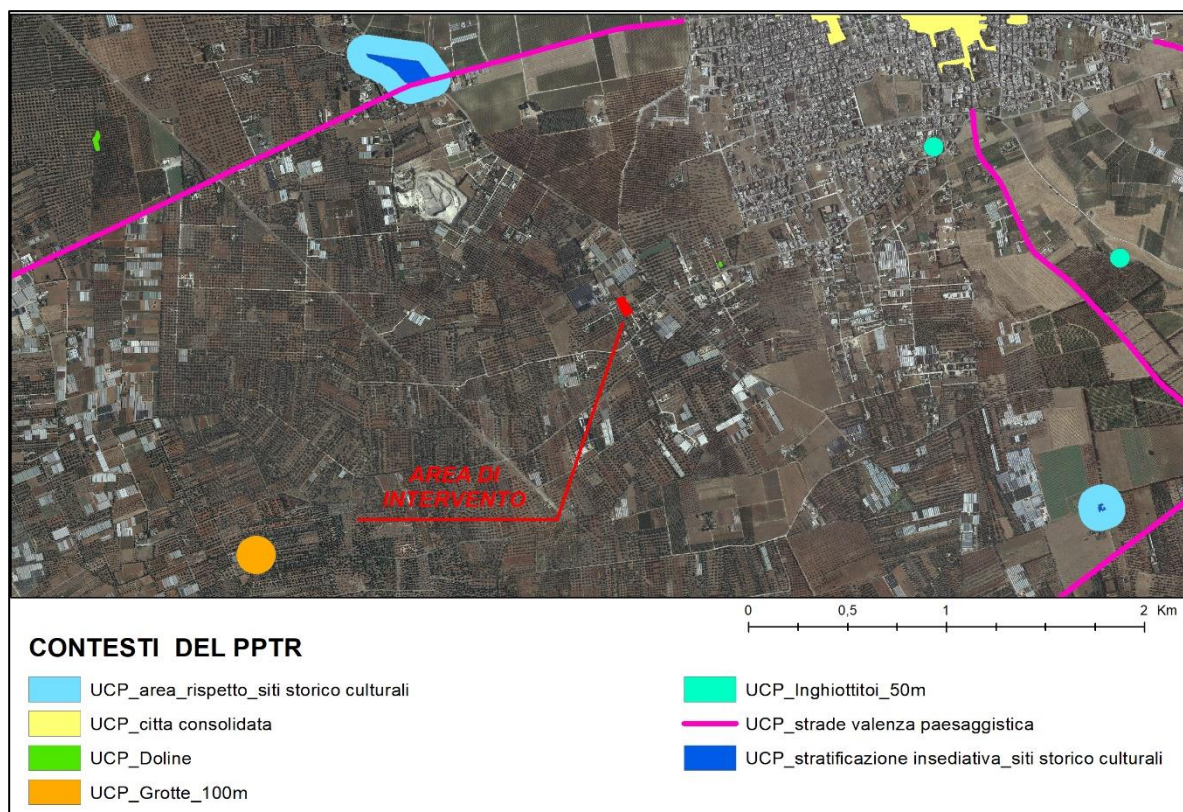 AREA DI
INTERVENTO
0 0,5 1 2 Km
CONTESTI DEL PPTR
UCP_area_rispetto_siti storico culturali
UCP_citta consolidata
UCP_Doline
UCP_Grotte_100m
UCP_Inghiottitoi_50m
UCP_strade valenza paesaggistica
UCP_stratificazione insediativa_siti storico culturali